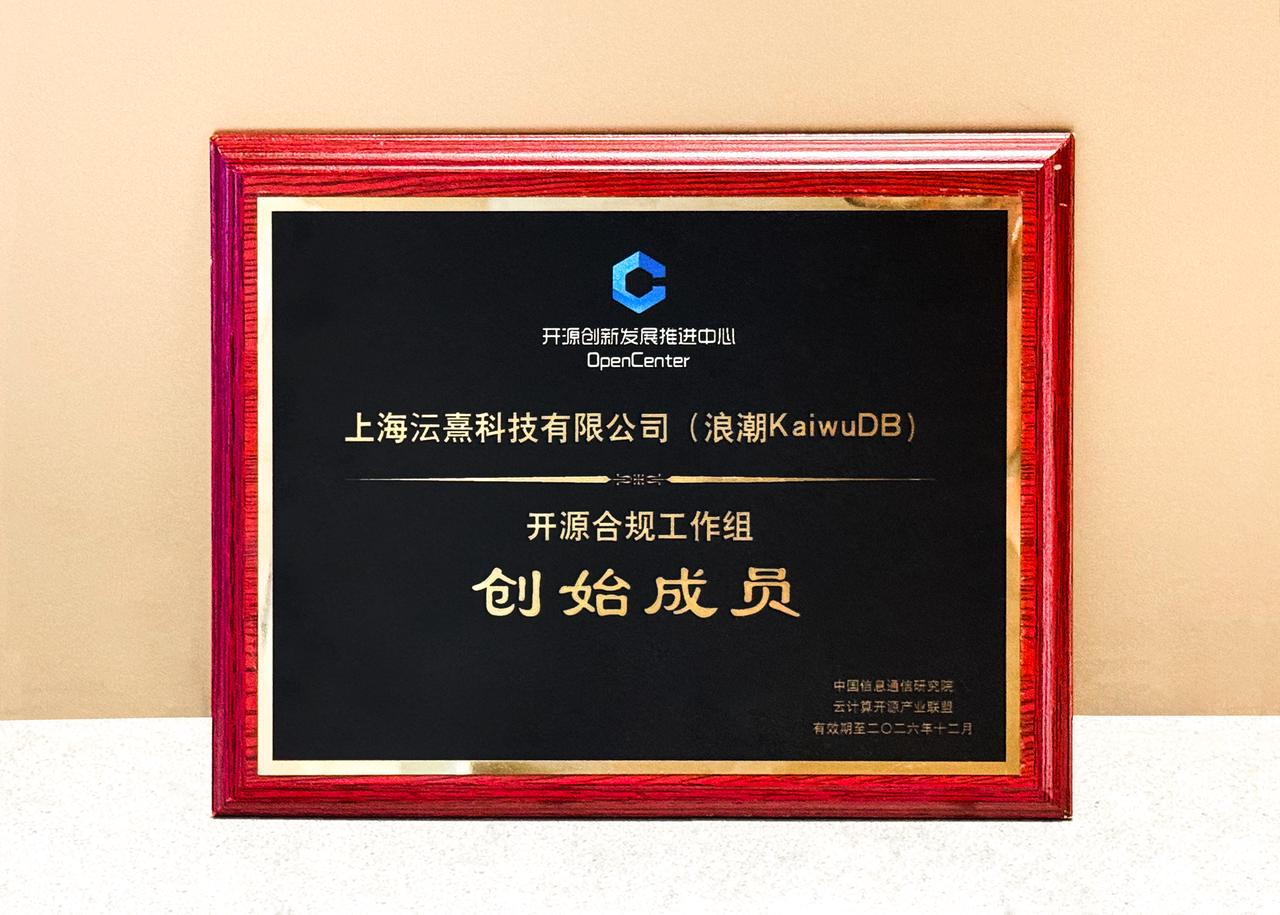 开源创新发展推进中心
OpenCenter
上海沄熹科技有限公司（浪潮KaiwuDB）
开源合规工作组
创始成员
中国信息通信研究院
云计算开源产业联盟
有效期至二〇二六年十二月